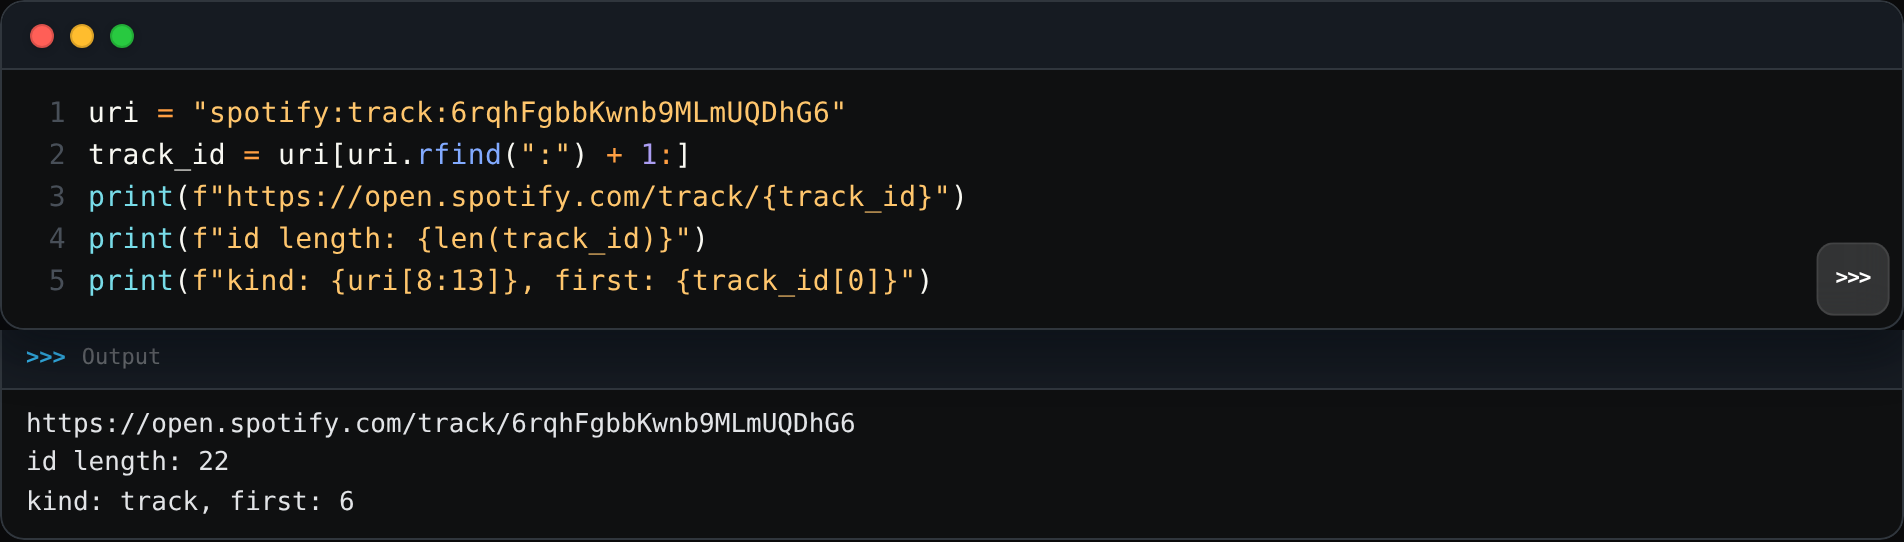 1 uri = "spotify:track:6rqhFgbbKwnb9MLmUQDhG6"
2 track_id = uri[uri.rfind(":") + 1:]
3 print(f"https://open.spotify.com/track/{track_id}")
4 print(f"id length: {len(track_id)}")
5 print(f"kind: {uri[8:13]}, first: {track_id[0]}")
>>>
>>> Output
https://open.spotify.com/track/6rqhFgbbKwnb9MLmUQDhG6
id length: 22
kind: track, first: 6